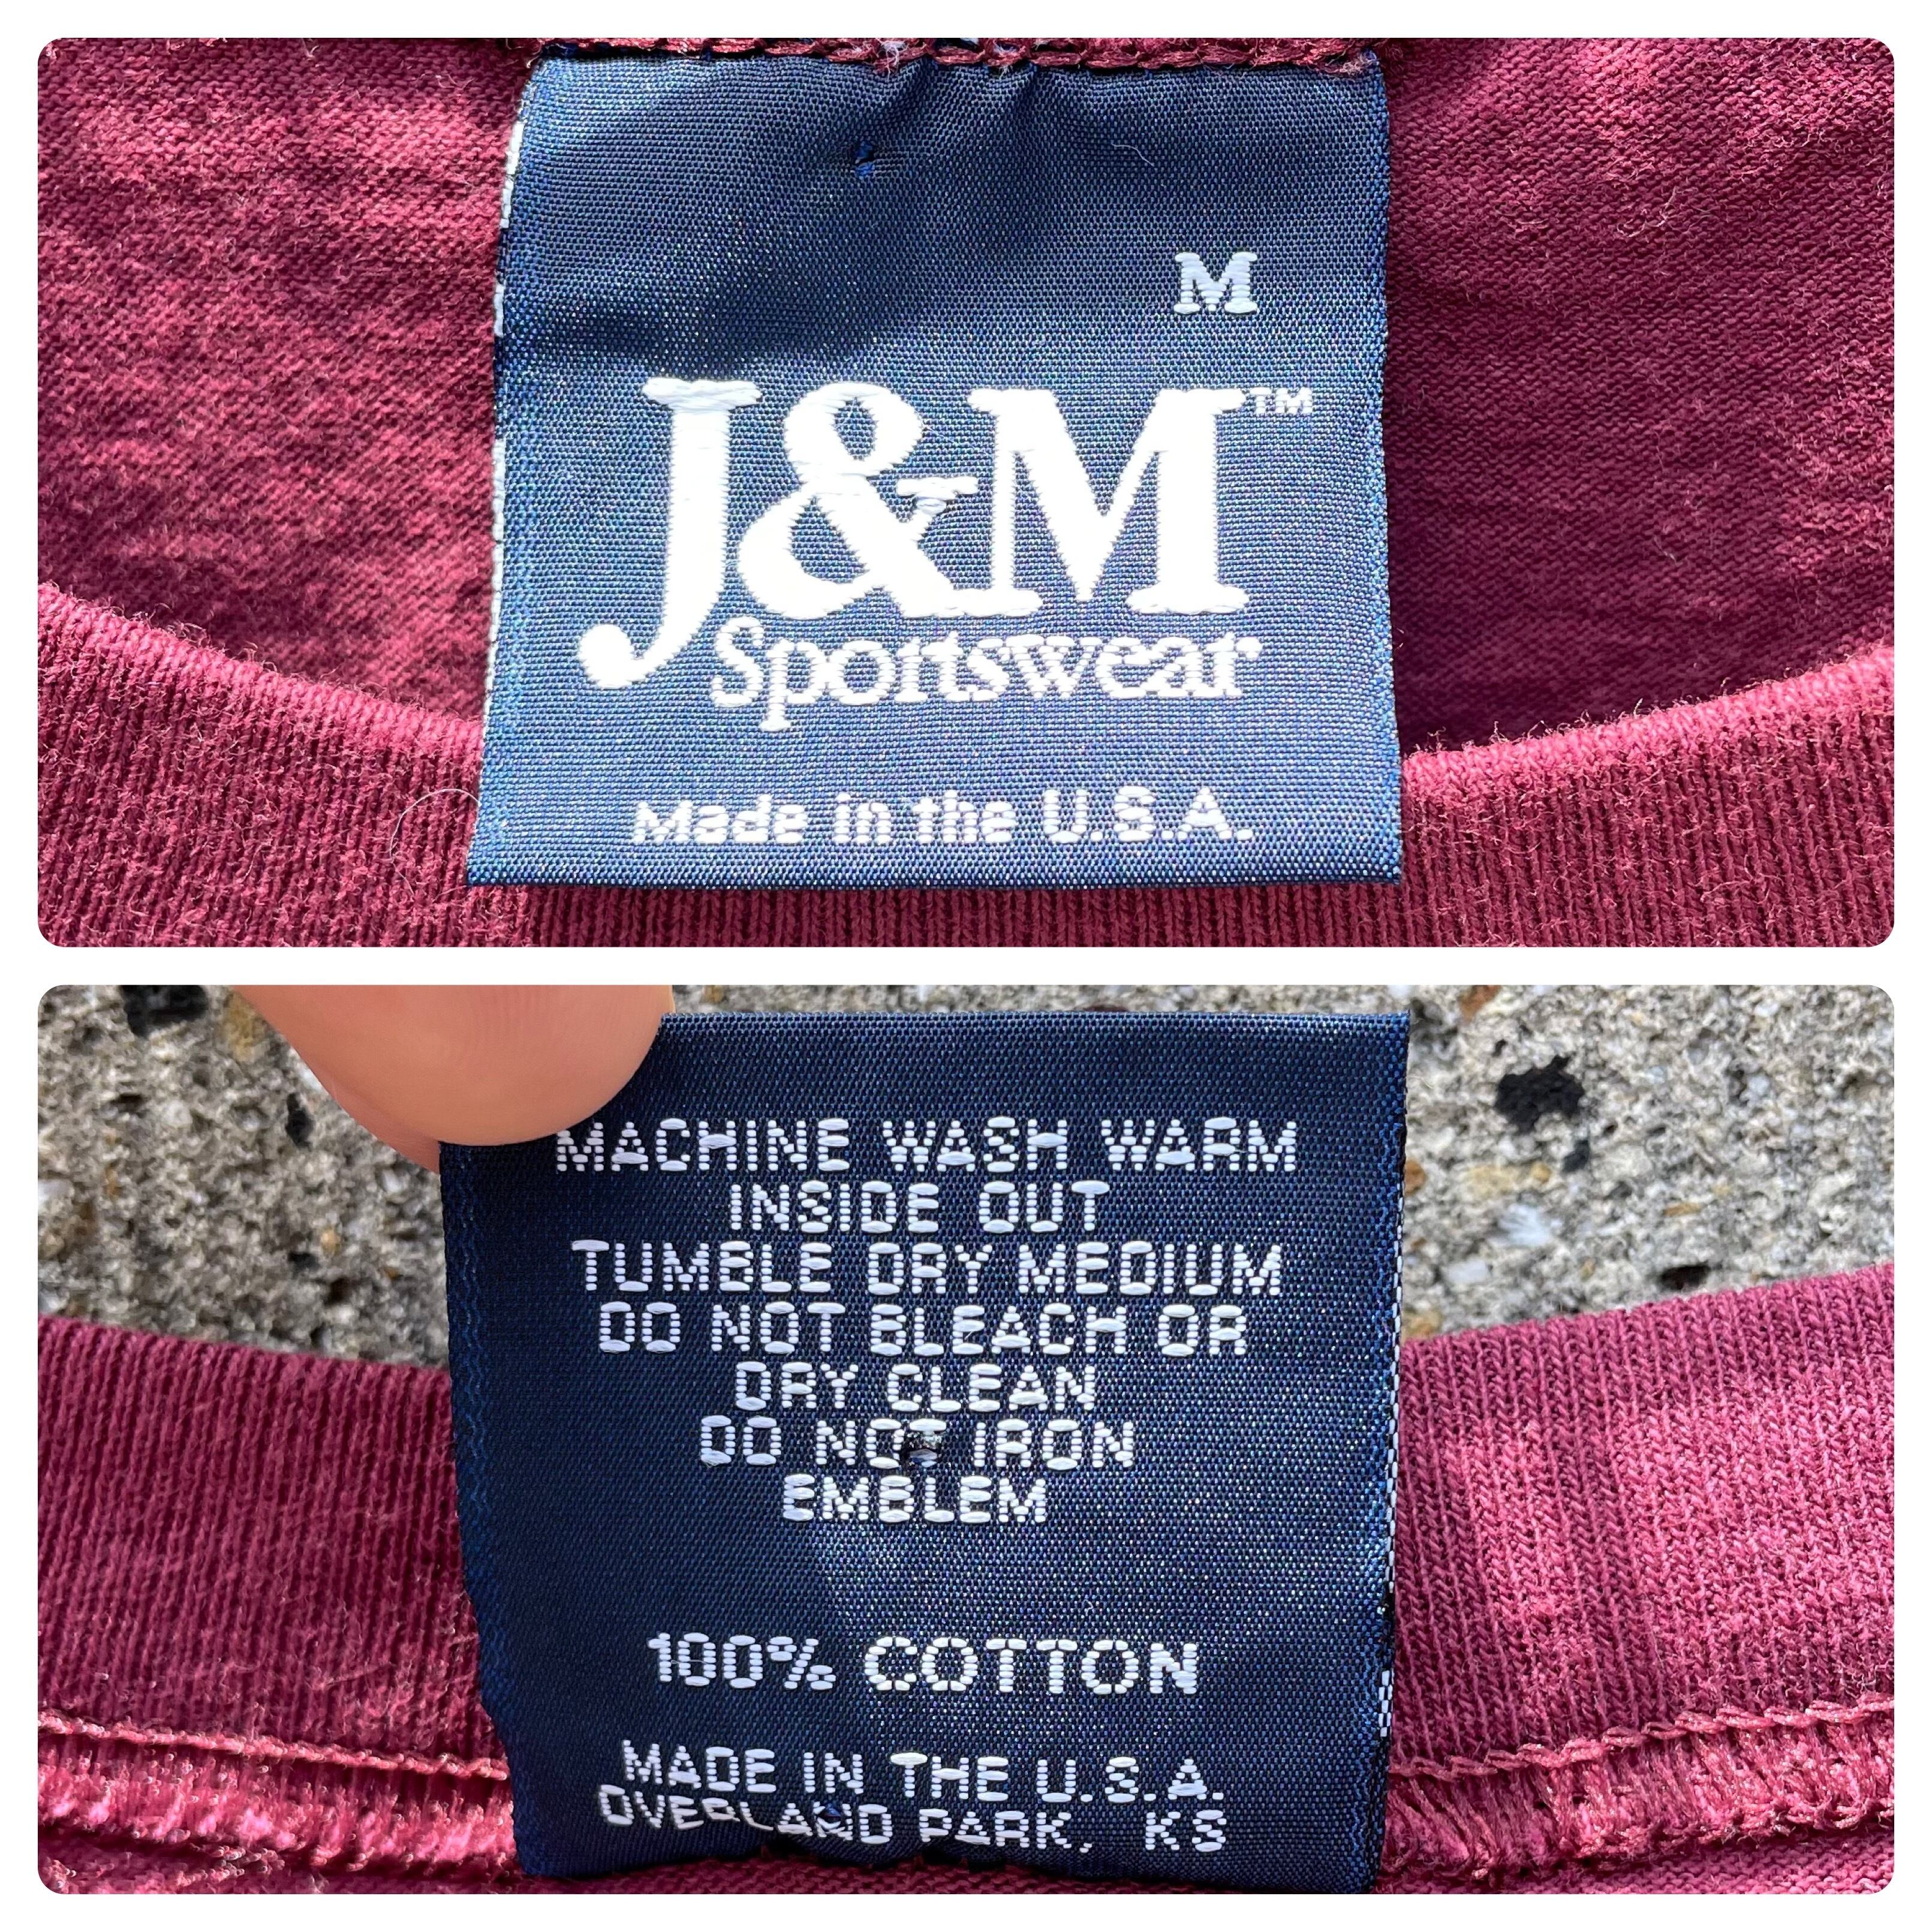 M
J&M™
Sportswear
Made in the U.S.A.
MACHINE WASH WARM
INSIDE OUT
TUMBLE DRY MEDIUM
DO NOT BLEACH OR
DRY CLEAN
DO NOT IRON
EMBLEM
100% COTTON
MADE IN THE U.S.A.
OVERLAND PARK, KS